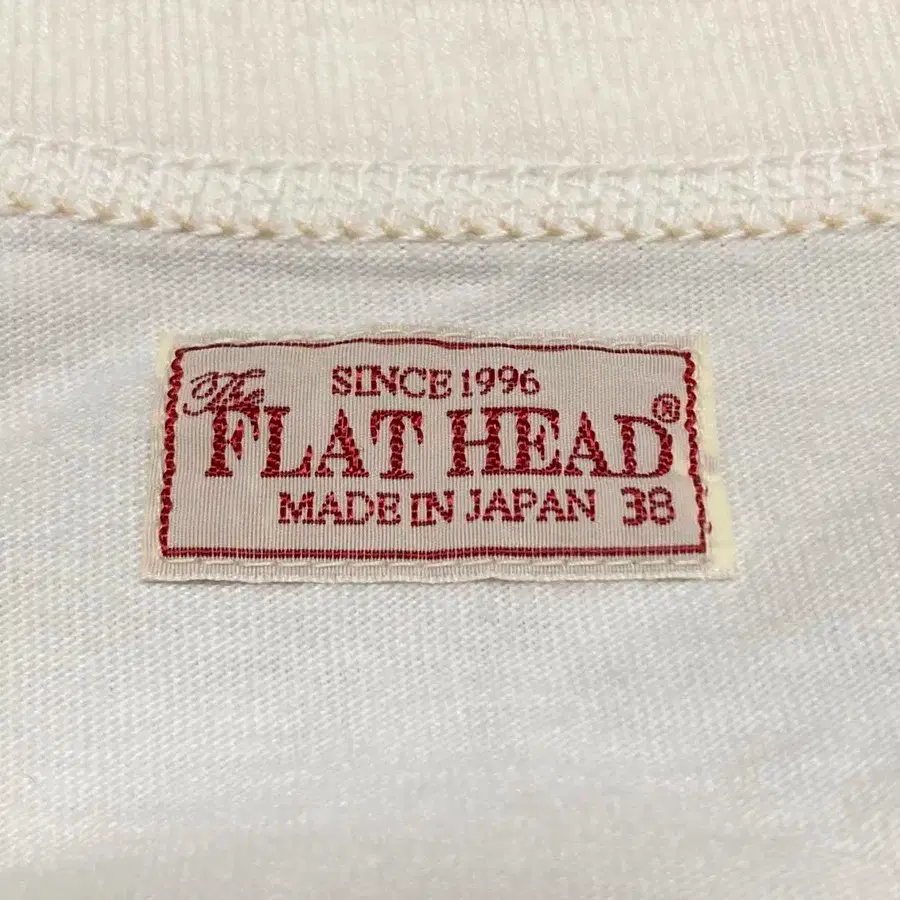 SINCE 1996
The FLAT HEAD®
MADE IN JAPAN 38